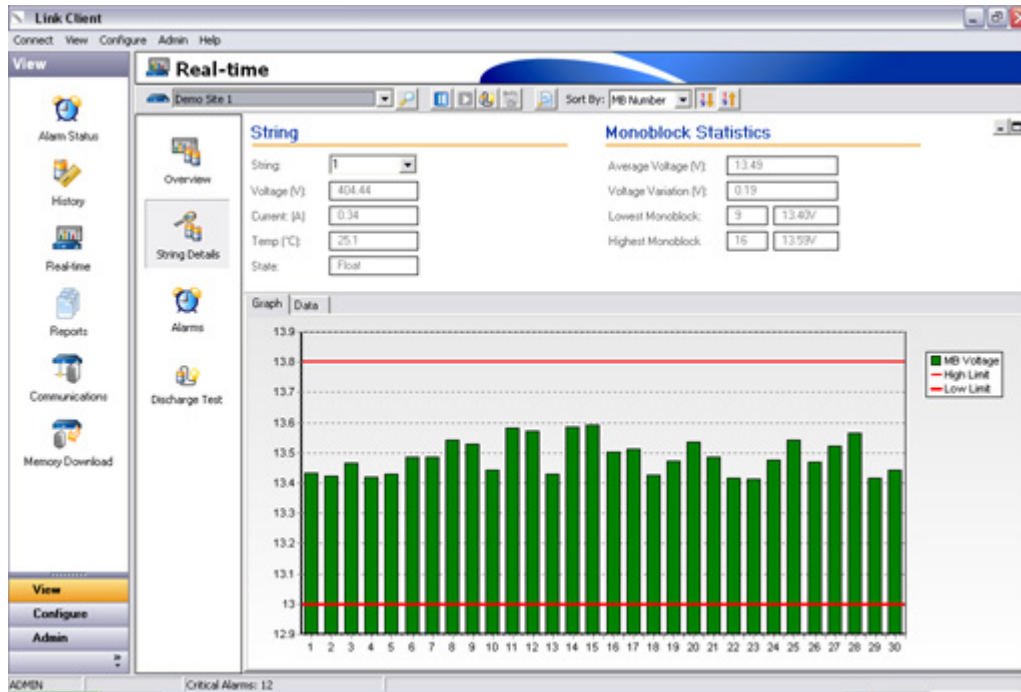 Link Client
Connect View Configure Admin Help
View
Real-time
Demo Site 1
Sort By: MB Number
Alarm Status
History
Real-time
Reports
Communications
Memory Download
View
Configure
Admin
Overview
String Details
Alarms
Discharge Test
String
String: 1
Voltage (V): 404.44
Current: (A) 0.34
Temp (°C): 25.1
State: Float
Monoblock Statistics
Average Voltage (V): 13.49
Voltage Variation (V): 0.19
Lowest Monoblock: 9 13.40V
Highest Monoblock 16 13.59V
Graph Data
13.9
13.8
13.7
13.6
13.5
13.4
13.3
13.2
13.1
13
12.9
1 2 3 4 5 6 7 8 9 10 11 12 13 14 15 16 17 18 19 20 21 22 23 24 25 26 27 28 29 30
MB Voltage
High Limit
Low Limit
ADMIN Critical Alarms: 12